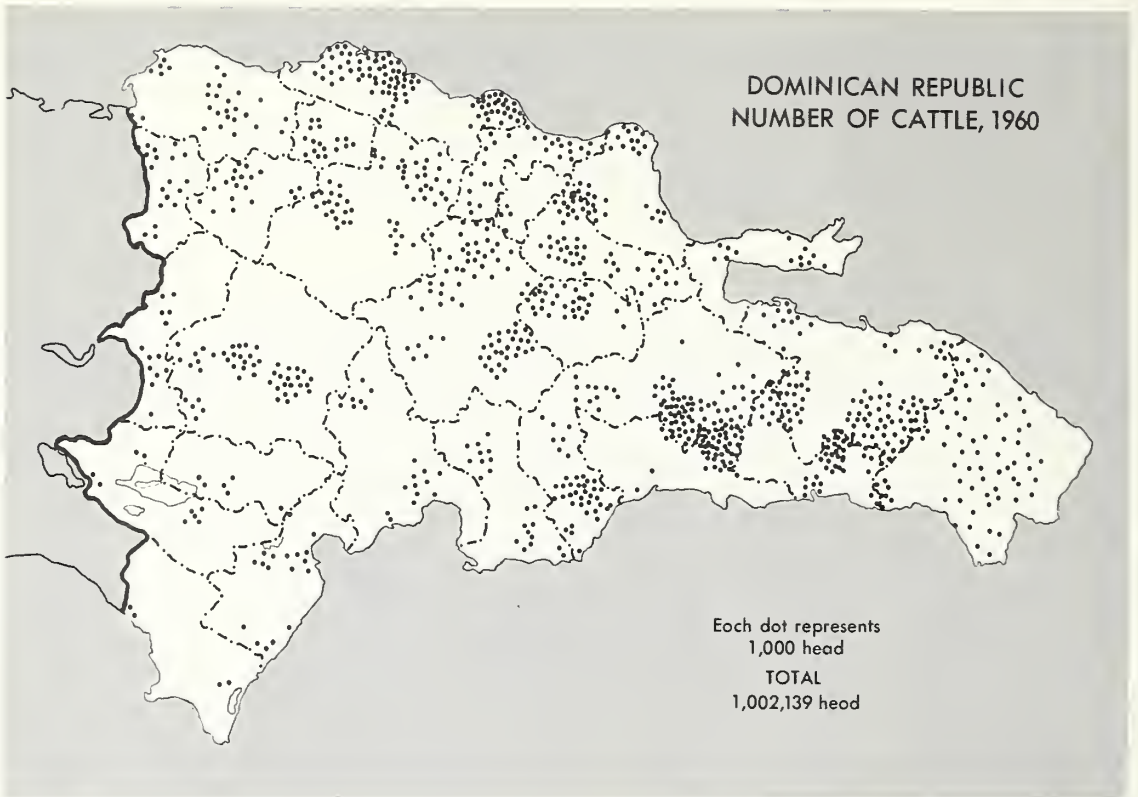 DOMINICAN REPUBLIC
NUMBER OF CATTLE, 1960
Eoch dot represents
1,000 head
TOTAL
1,002,139 heod